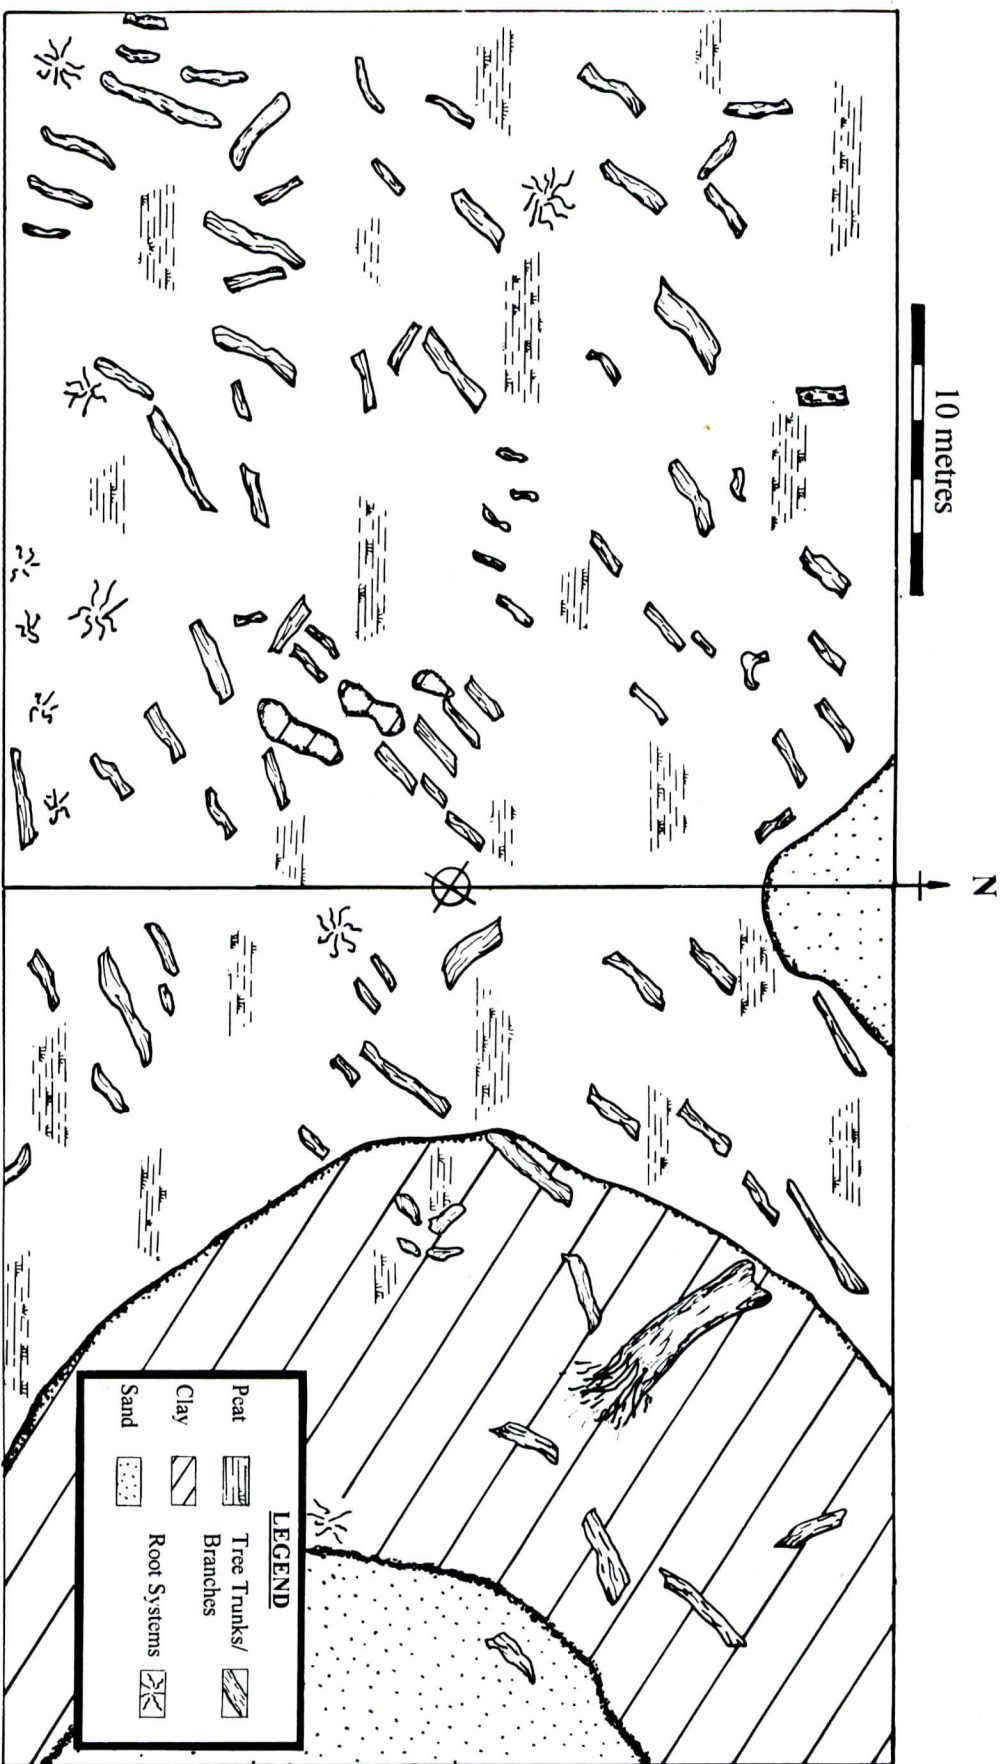 10 metres
N
LEGEND
Peat
Clay
Sand
Tree Trunks/
Branches
Root Systems